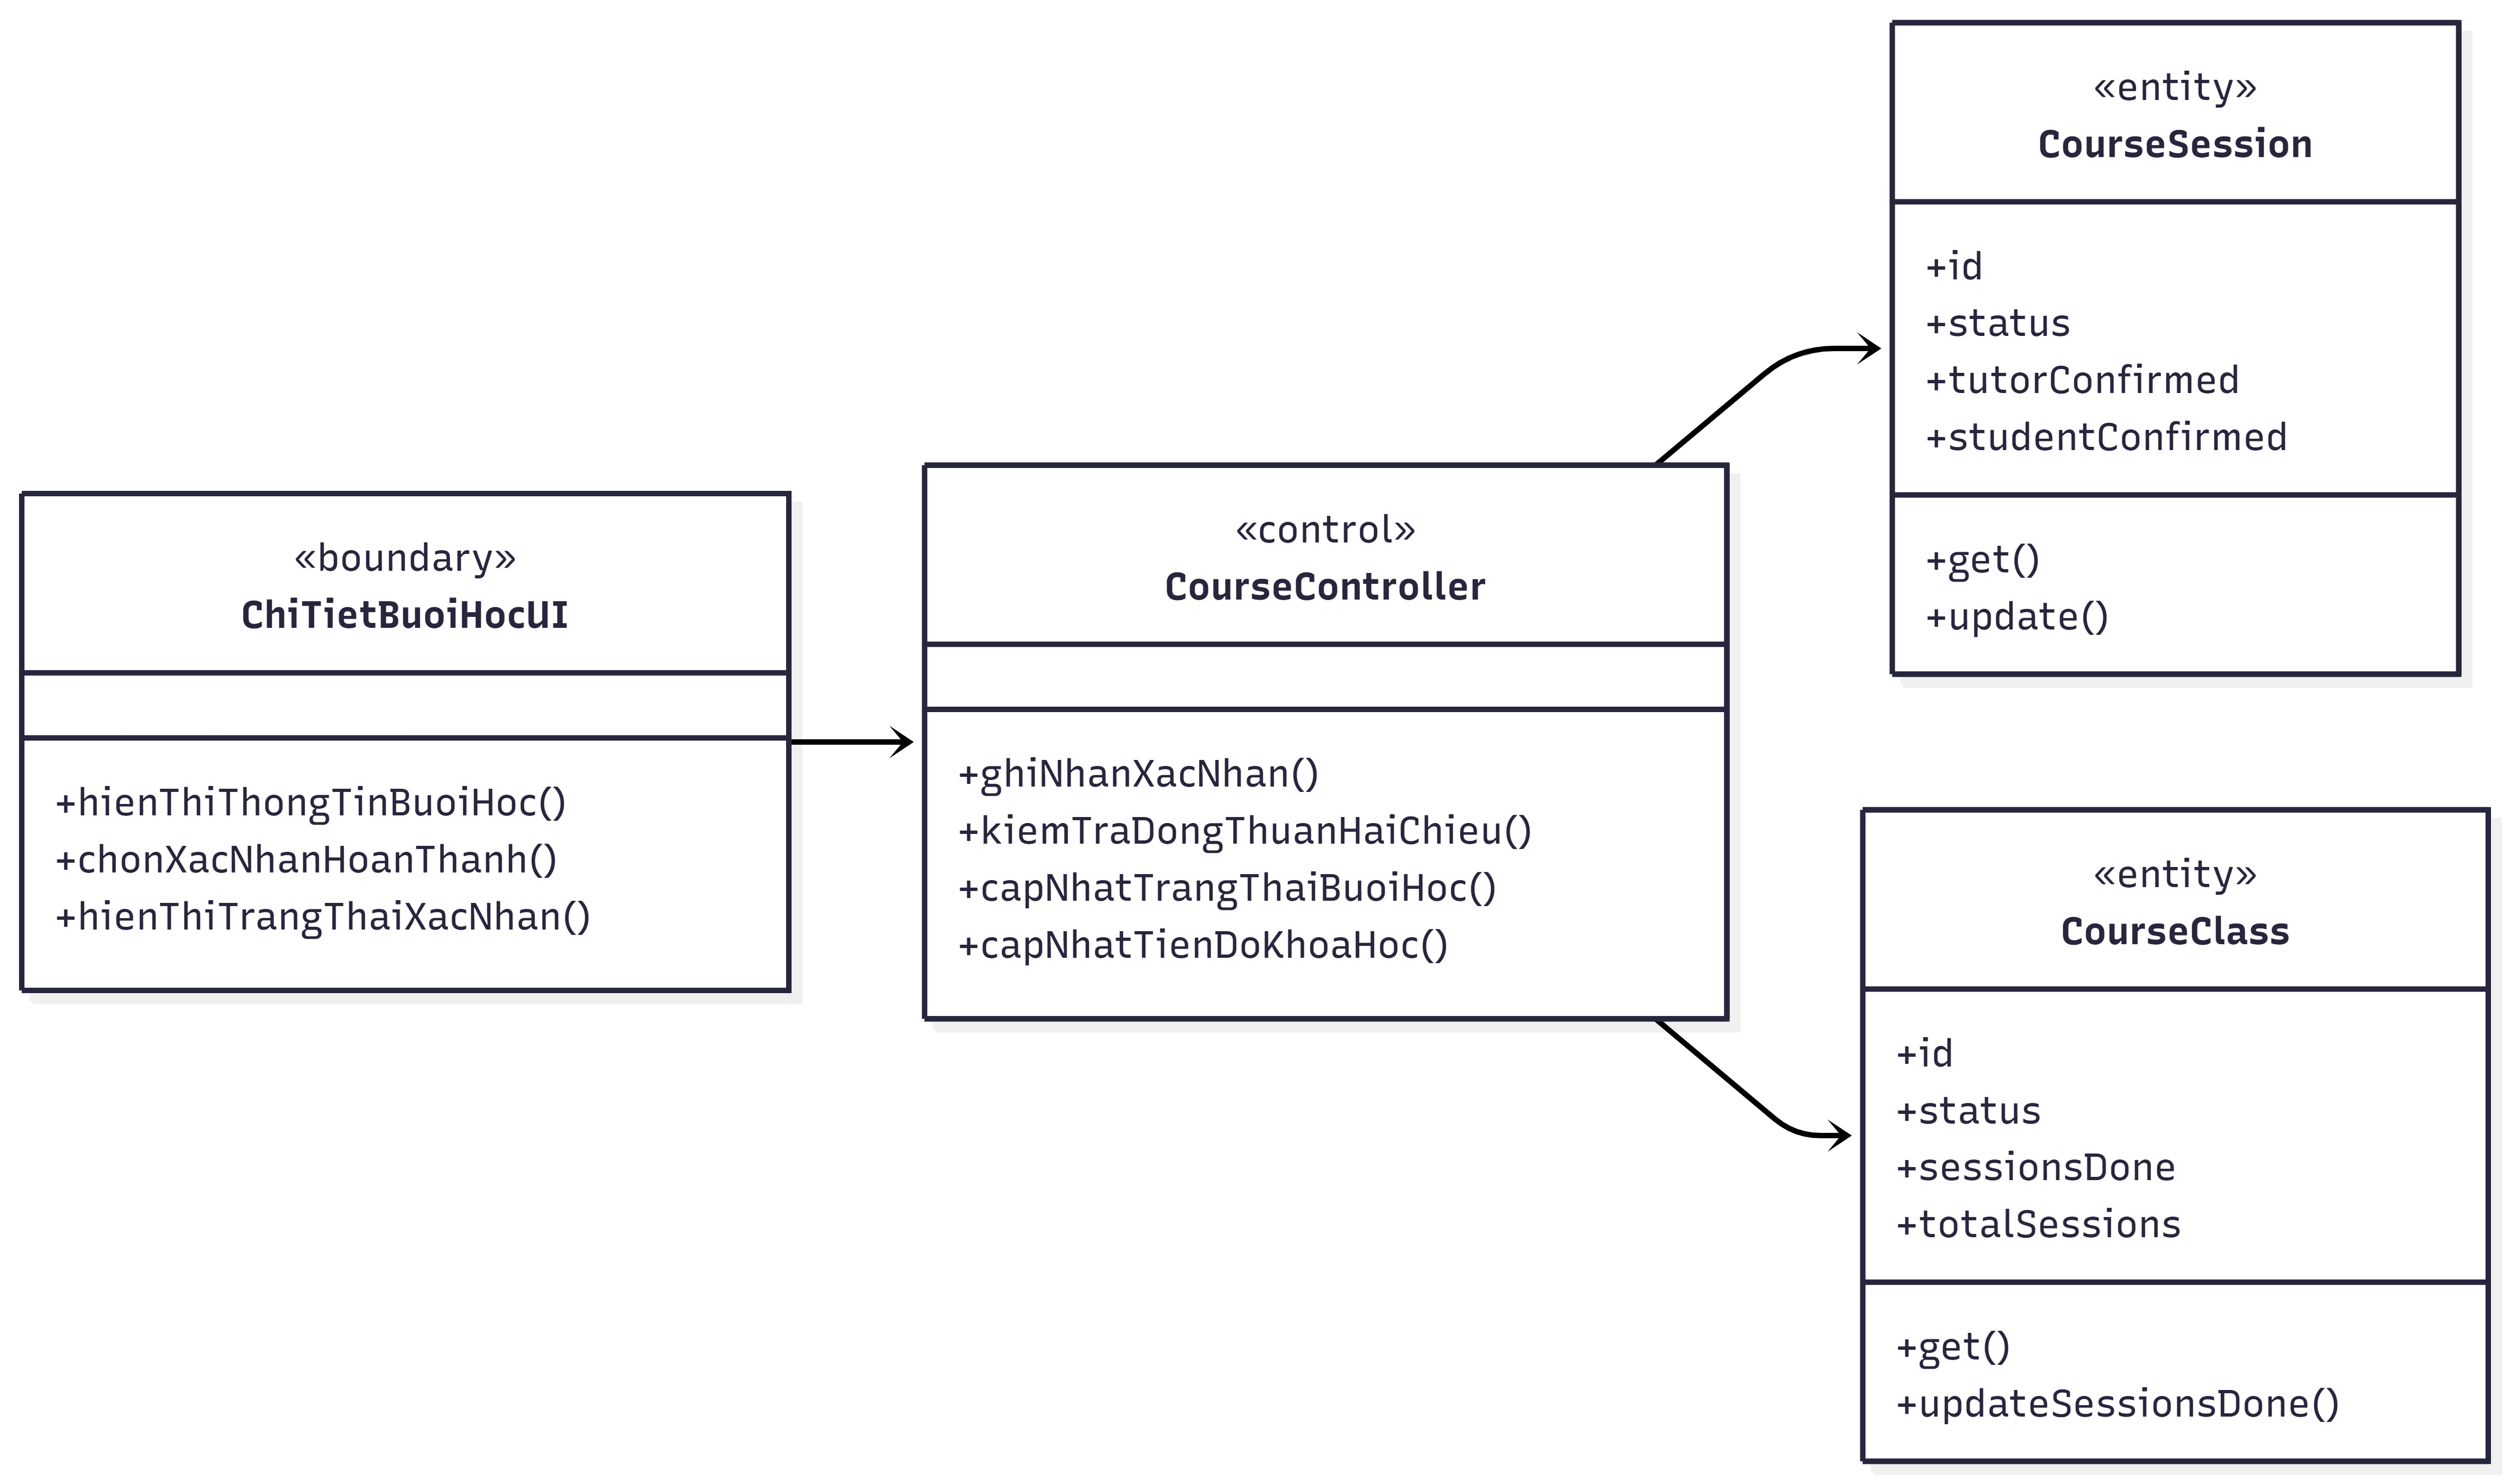 «boundary»
ChiTietBuoiHocUI
+hienThiThongTinBuoiHoc()
+chonXacNhanHoanThanh()
+hienThiTrangThaiXacNhan()
«control»
CourseController
+ghiNhanXacNhan()
+kiemTraDongThuanHaiChieu()
+capNhatTrangThaiBuoiHoc()
+capNhatTienDoKhoaHoc()
«entity»
CourseSession
+id
+status
+tutorConfirmed
+studentConfirmed
+get()
+update()
«entity»
CourseClass
+id
+status
+sessionsDone
+totalSessions
+get()
+updateSessionsDone()